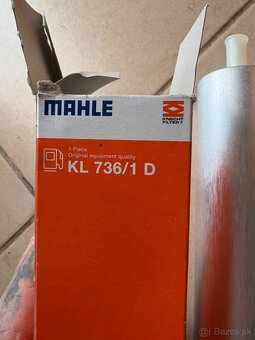 MAHLE
KNECHT
FILTER
1 Piece
Original equipment quality
KL 736/1 D
Bazos.sk